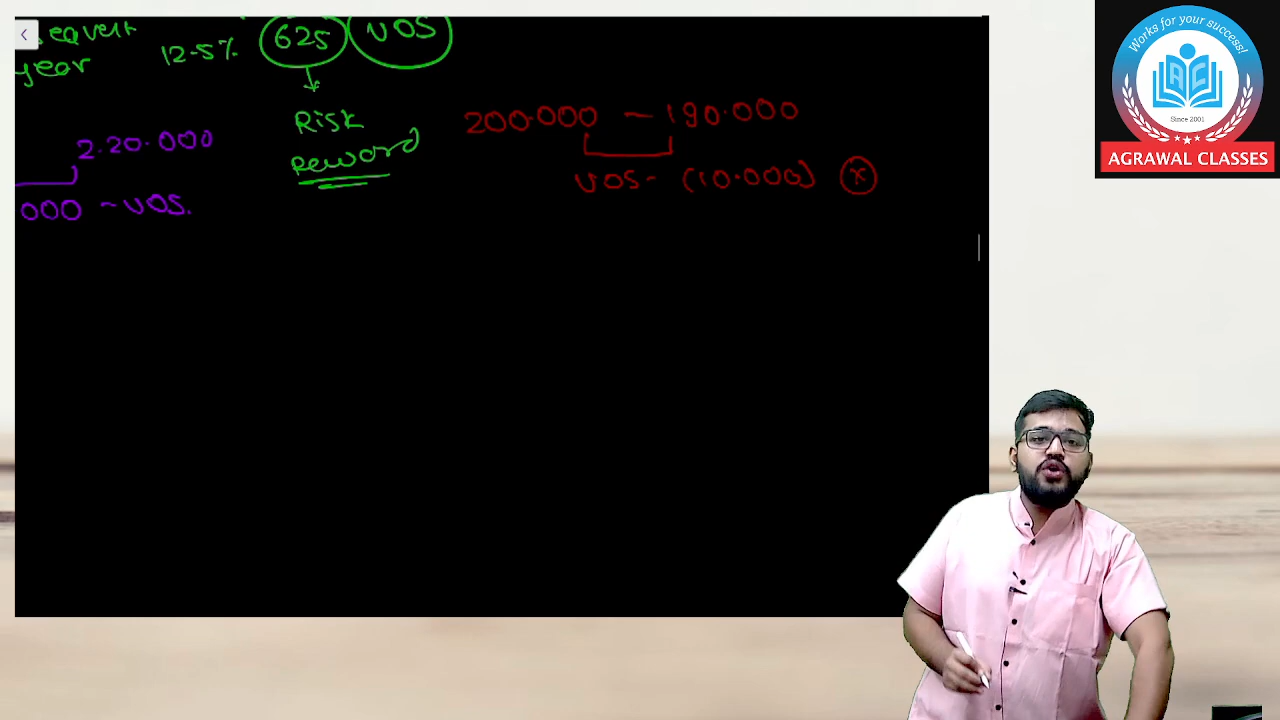 year
12.5%
625
VOS
Risk
Reward
2.20.000
000 - VOS.
200.000 - 190.000
VOS - (10.000) X
Works for your success!
AC
Since 2001
AGRAWAL CLASSES